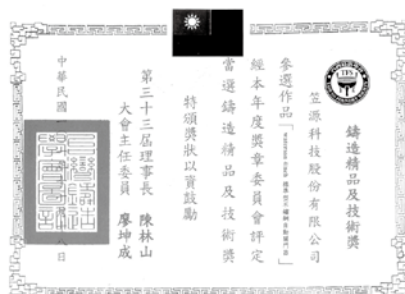 鑄造精品及技術獎
笠源科技股份有限公司
參選作品
經本年度獎章委員會評定
當選鑄造精品及技術獎
特頒獎狀以資鼓勵
第三十三屆理事長 陳林山
大會主任委員 廖坤成
中華民國
日
TFS